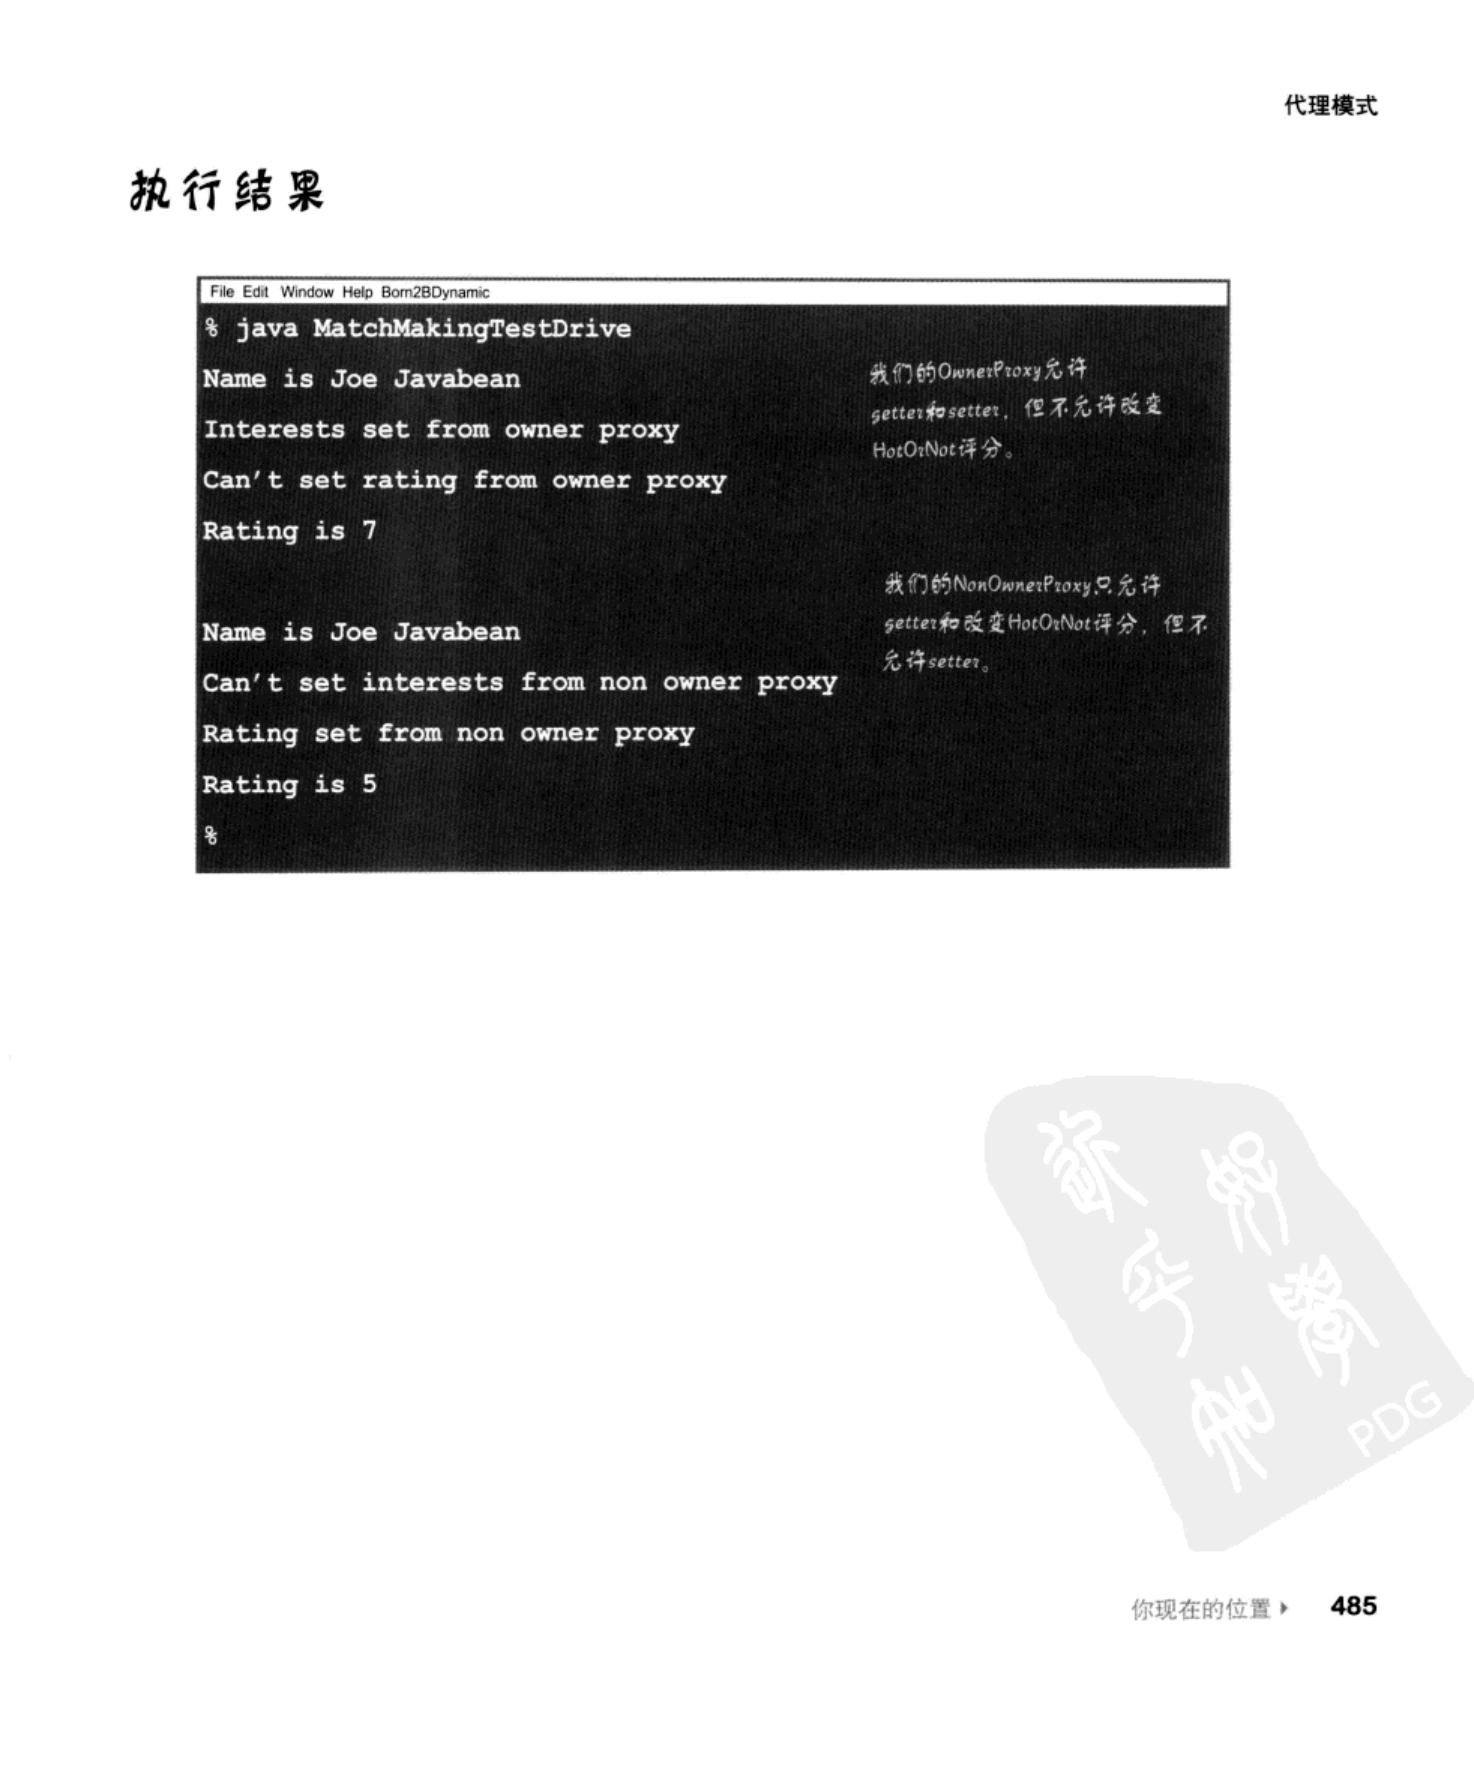 代理模式
执行结果
File Edit Window Help Born2BDynamic
% java MatchMakingTestDrive
Name is Joe Javabean
Interests set from owner proxy
Can't set rating from owner proxy
Rating is 7
我们的OwnerProxy允许
getter和setter，但不允许改变
HotOrNot评分。
Name is Joe Javabean
Can't set interests from non owner proxy
Rating set from non owner proxy
Rating is 5
%
我们的NonOwnerProxy只允许
getter和改变HotOrNot评分，但不
允许setter。
PDG
你现在的位置▶ 485